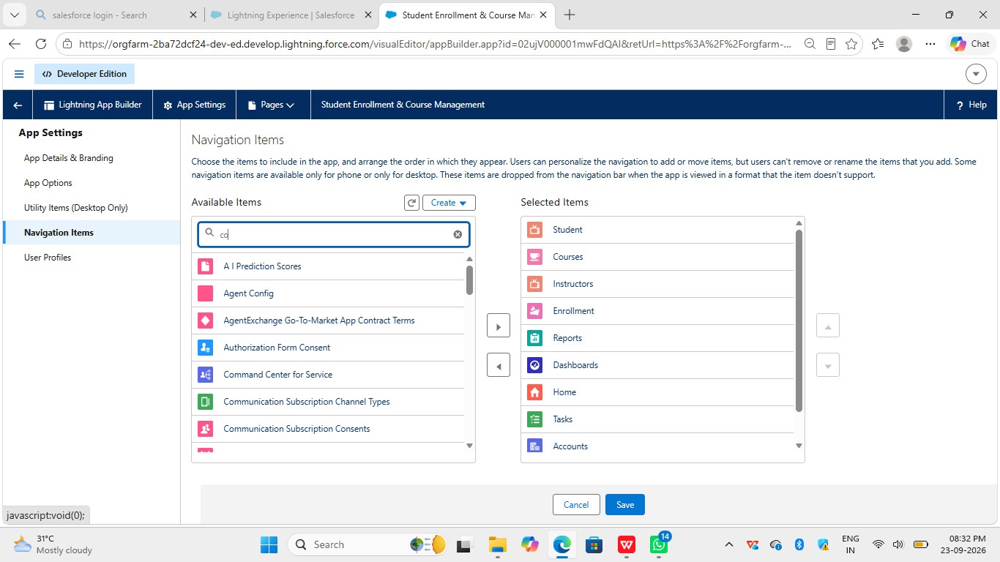 salesforce login - Search
Lightning Experience | Salesforce
Student Enrollment & Course Man
https://orgfarm-2ba72dcf24-dev-ed.develop.lightning.force.com/visualEditor/appBuilder.app?id=02ujV000001mwFdQAI&retUrl=https%3A%2F%2Forgfarm-...
Chat
Developer Edition
Lightning App Builder
App Settings
Pages
Student Enrollment & Course Management
? Help
App Settings
App Details & Branding
App Options
Utility Items (Desktop Only)
Navigation Items
User Profiles
Navigation Items
Choose the items to include in the app, and arrange the order in which they appear. Users can personalize the navigation to add or move items, but users can't remove or rename the items that you add. Some
navigation items are available only for phone or only for desktop. These items are dropped from the navigation bar when the app is viewed in a format that the item doesn't support.
Available Items
Create
co
A I Prediction Scores
Agent Config
AgentExchange Go-To-Market App Contract Terms
Authorization Form Consent
Command Center for Service
Communication Subscription Channel Types
Communication Subscription Consents
Selected Items
Student
Courses
Instructors
Enrollment
Reports
Dashboards
Home
Tasks
Accounts
Cancel
Save
javascript:void(0);
31°C
Mostly cloudy
Search
14
ENG
IN
08:32 PM
23-09-2026